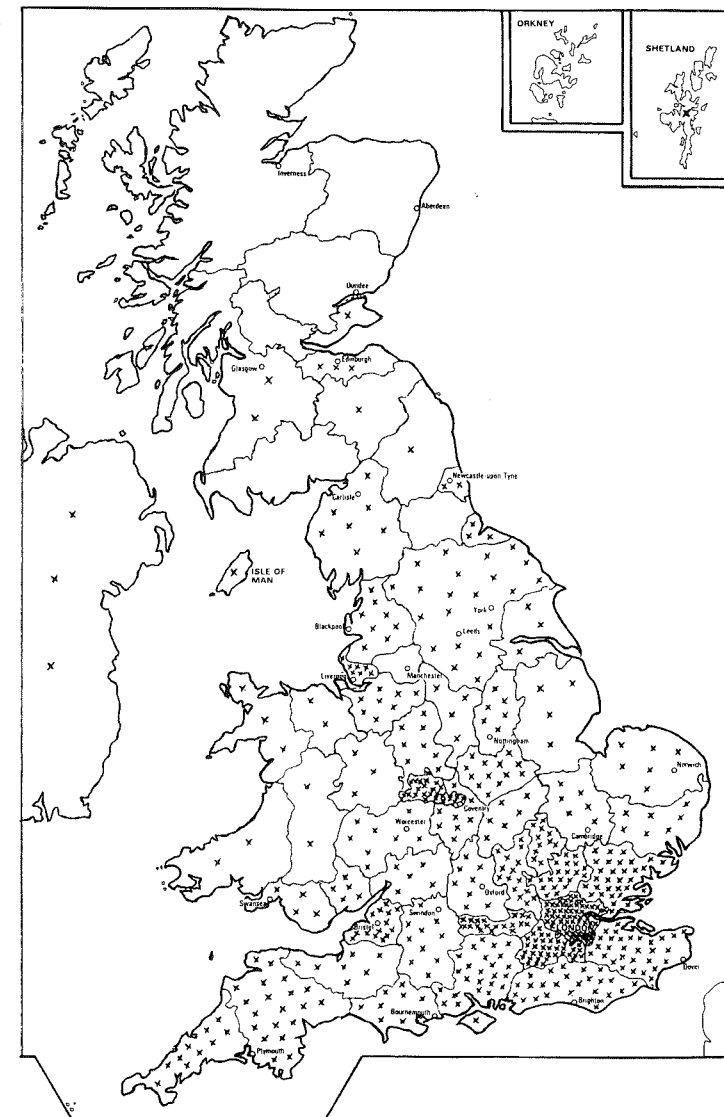 ORKNEY
SHETLAND
Inverness
Aberdeen
Dundee
Glasgow
Edinburgh
Newcastle-upon Tyne
Carlisle
ISLE OF
MAN
York
Blackpool
Leeds
Liverpool
Manchester
Nottingham
Norwich
Coventry
Worcester
Cambridge
Oxford
Swansea
Swindon
Bristol
LONDON
Dover
Brighton
Bournemouth
Plymouth